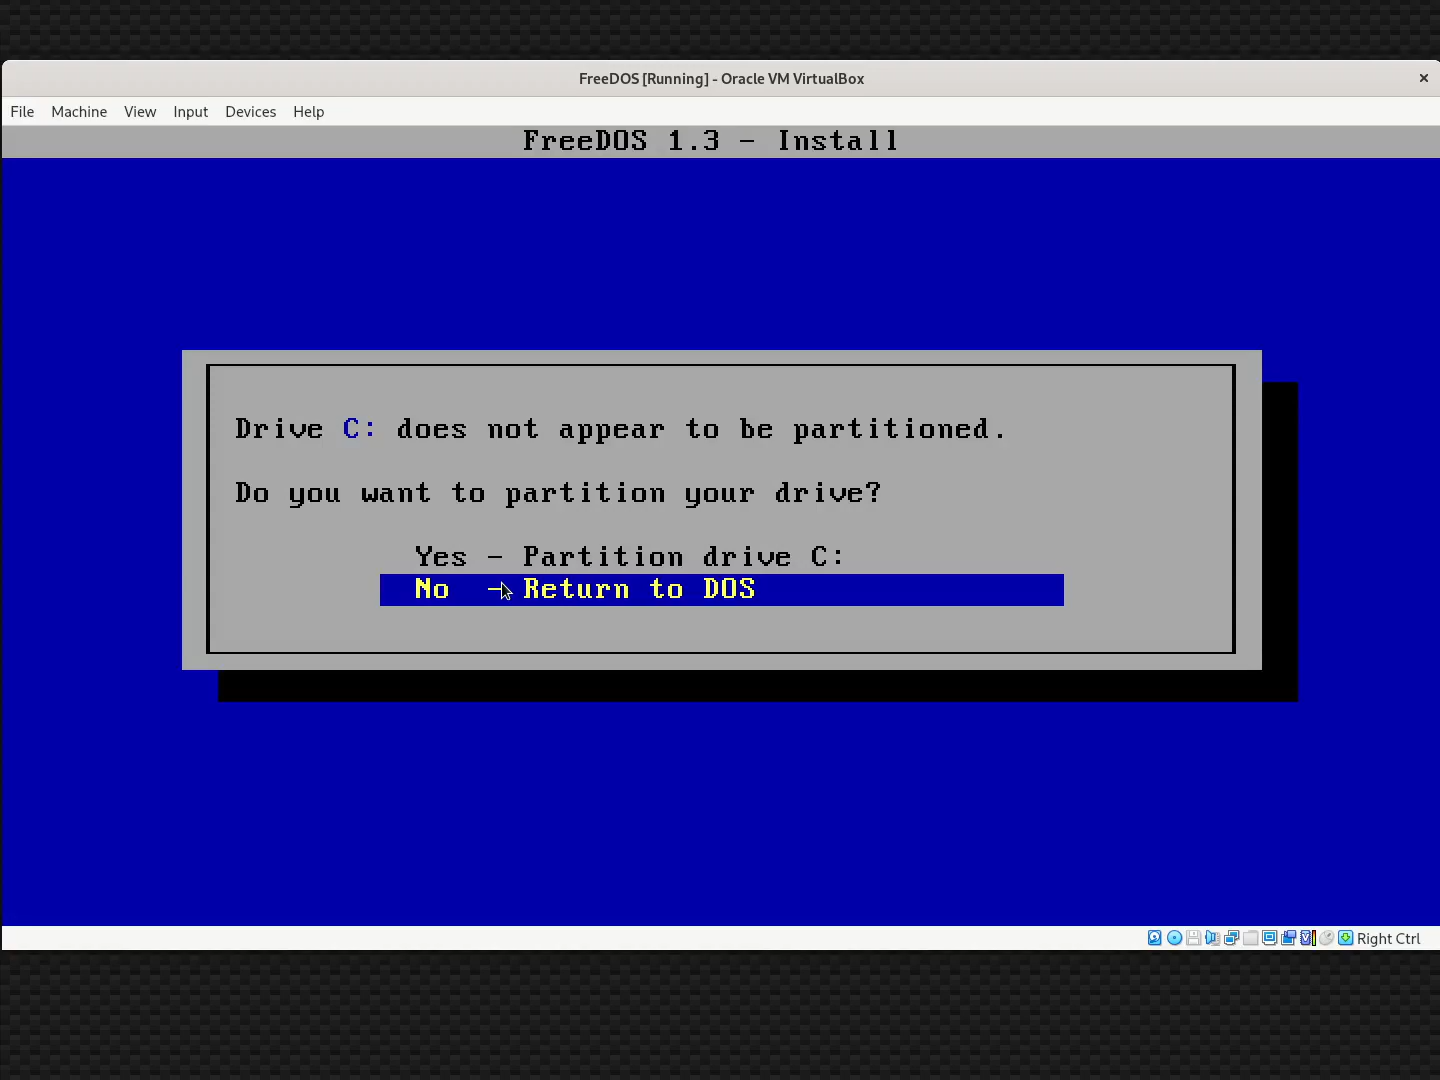 FreeDOS [Running] - Oracle VM VirtualBox
File Machine View Input Devices Help
FreeDOS 1.3 - Install
Drive C: does not appear to be partitioned.
Do you want to partition your drive?
Yes - Partition drive C:
No - Return to DOS
Right Ctrl